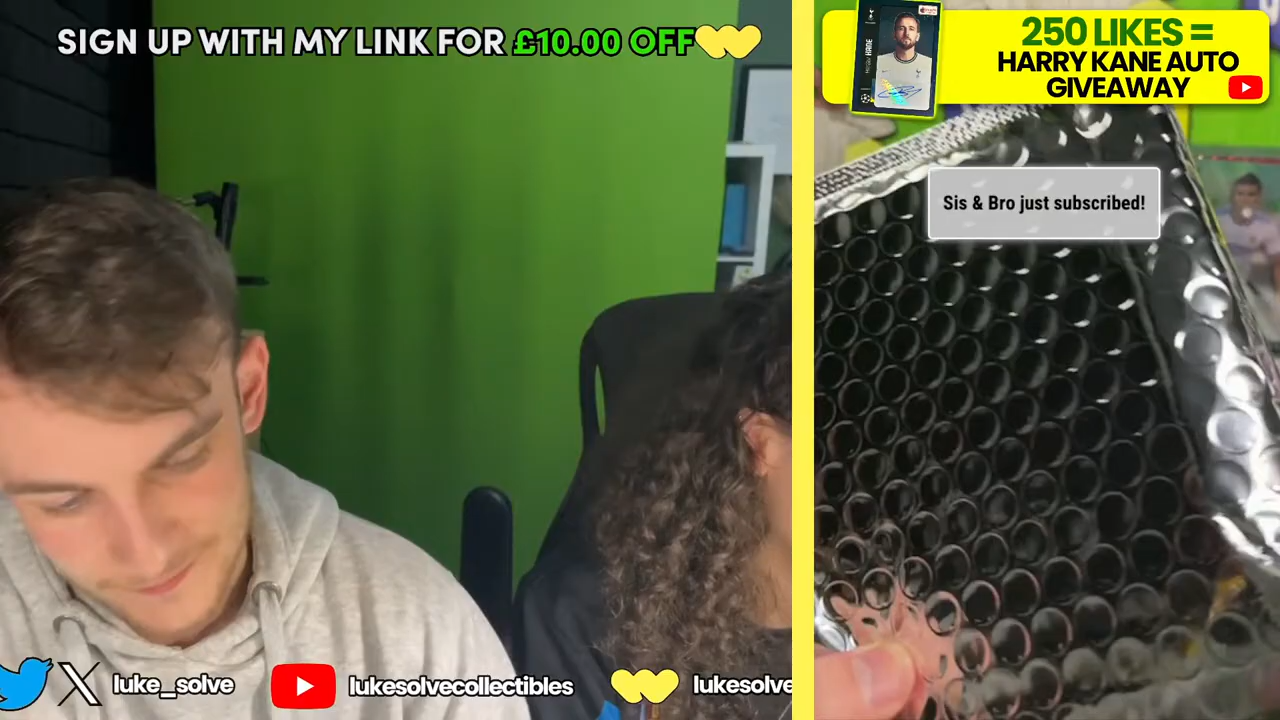 SIGN UP WITH MY LINK FOR £10.00 OFF
250 LIKES =
HARRY KANE AUTO
GIVEAWAY
KANE
Sis & Bro just subscribed!
luke_solve
lukesolvecollectibles
lukesolve